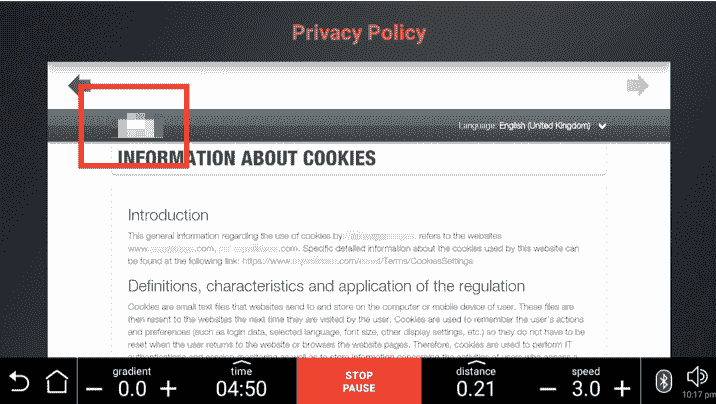 Privacy Policy
Language: English (United Kingdom)
INFORMATION ABOUT COOKIES
Introduction
This general information regarding the use of cookies by refers to the websites
www. .com, .com. Specific detailed information about the cookies used by this website can
be found at the following link: https://www. /Terms/CookiesSettings
Definitions, characteristics and application of the regulation
Cookies are small text files that websites send to and store on the computer or mobile device of user. These files are
then resent to the websites the next time they are visited by the user. Cookies are used to remember the user's actions
and preferences (such as login data, selected language, font size, other display settings, etc.) so they do not have to be
reset when the user returns to the website or browses the website pages. Therefore, cookies are used to perform IT
gradient
time
STOP
PAUSE
distance
speed
− 0.0 +
04:50
0.21
− 3.0 +
10:17 pm